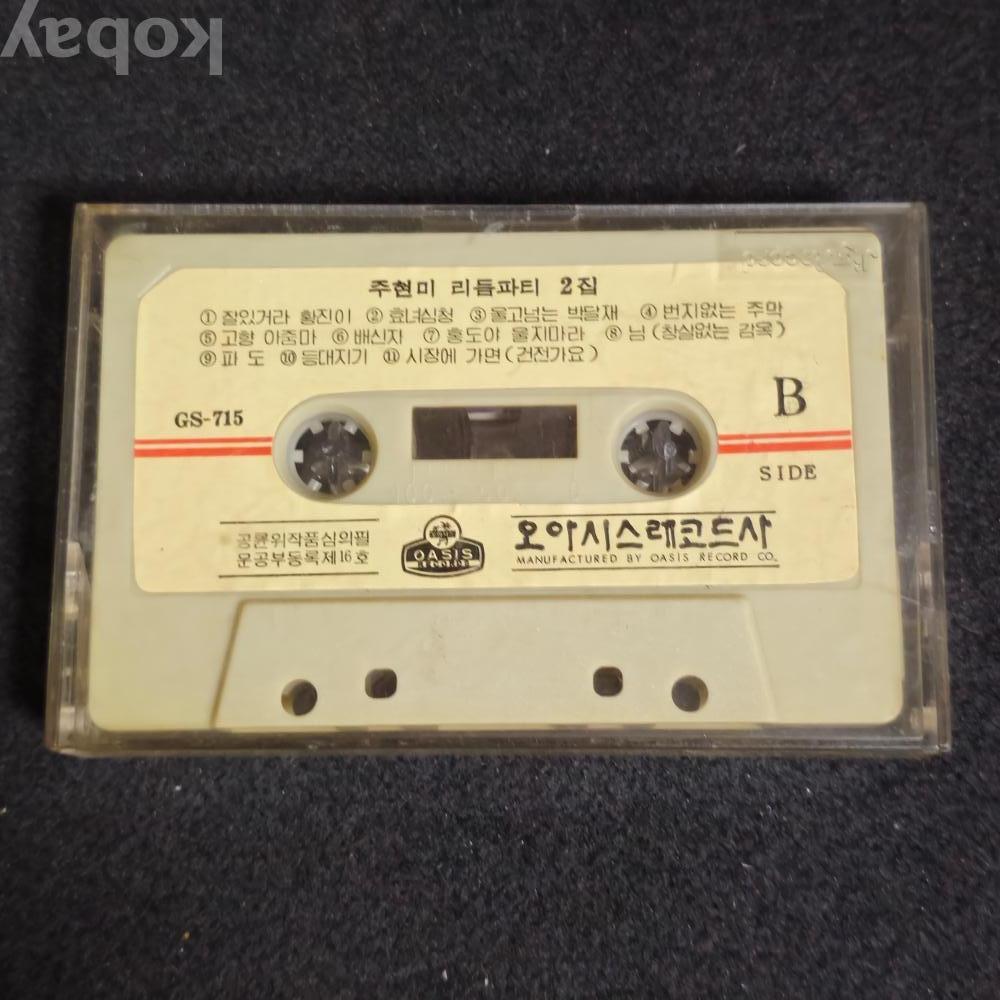 kobay
주현미 리듬파티 2집
① 잘있거라 황진이 ② 효녀심청 ③ 울고넘는 박달재 ④ 번지없는 주막
⑤ 고향 아줌마 ⑥ 배신자 ⑦ 홍도야 울지마라 ⑧ 님 (창살없는 감옥)
⑨ 파 도 ⑩ 등대지기 ⑪ 시장에 가면 (건전가요)
GS-715
B
SIDE
공륜위작품심의필
문공부등록제16호
OASIS
RECORDS
오아시스레코드사
MANUFACTURED BY OASIS RECORD CO.
100 50 0